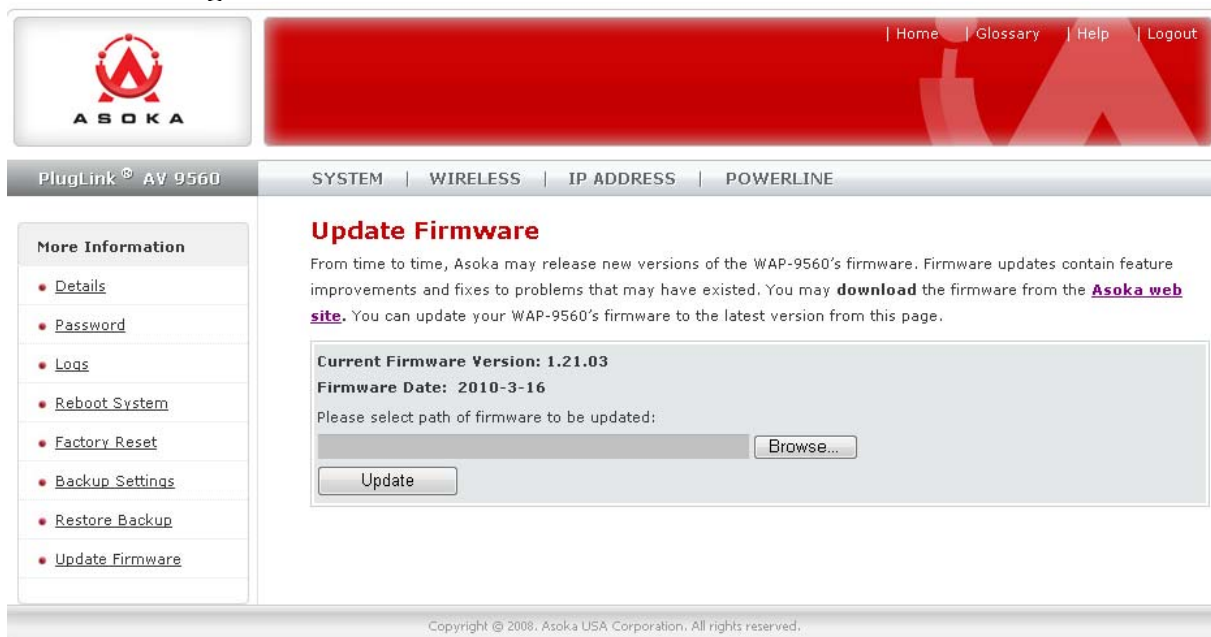 | Home | Glossary | Help | Logout
ASOKA
PlugLink® AV 9560
SYSTEM | WIRELESS | IP ADDRESS | POWERLINE
More Information
Details
Password
Logs
Reboot System
Factory Reset
Backup Settings
Restore Backup
Update Firmware
Update Firmware
From time to time, Asoka may release new versions of the WAP-9560's firmware. Firmware updates contain feature
improvements and fixes to problems that may have existed. You may download the firmware from the Asoka web
site. You can update your WAP-9560's firmware to the latest version from this page.
Current Firmware Version: 1.21.03
Firmware Date: 2010-3-16
Please select path of firmware to be updated:
Browse...
Update
Copyright @ 2008. Asoka USA Corporation. All rights reserved.